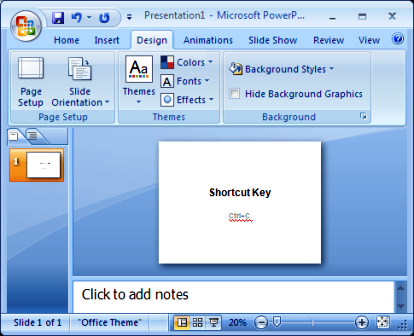 Presentation1 - Microsoft PowerP...
Home Insert Design Animations Slide Show Review View
Page Setup
Slide Orientation
Page Setup
Aa
Themes
Colors
A Fonts
Effects
Themes
Background Styles
Hide Background Graphics
Background
1
Shortcut Key
Ctrl+C
Click to add notes
Slide 1 of 1 "Office Theme" 20%